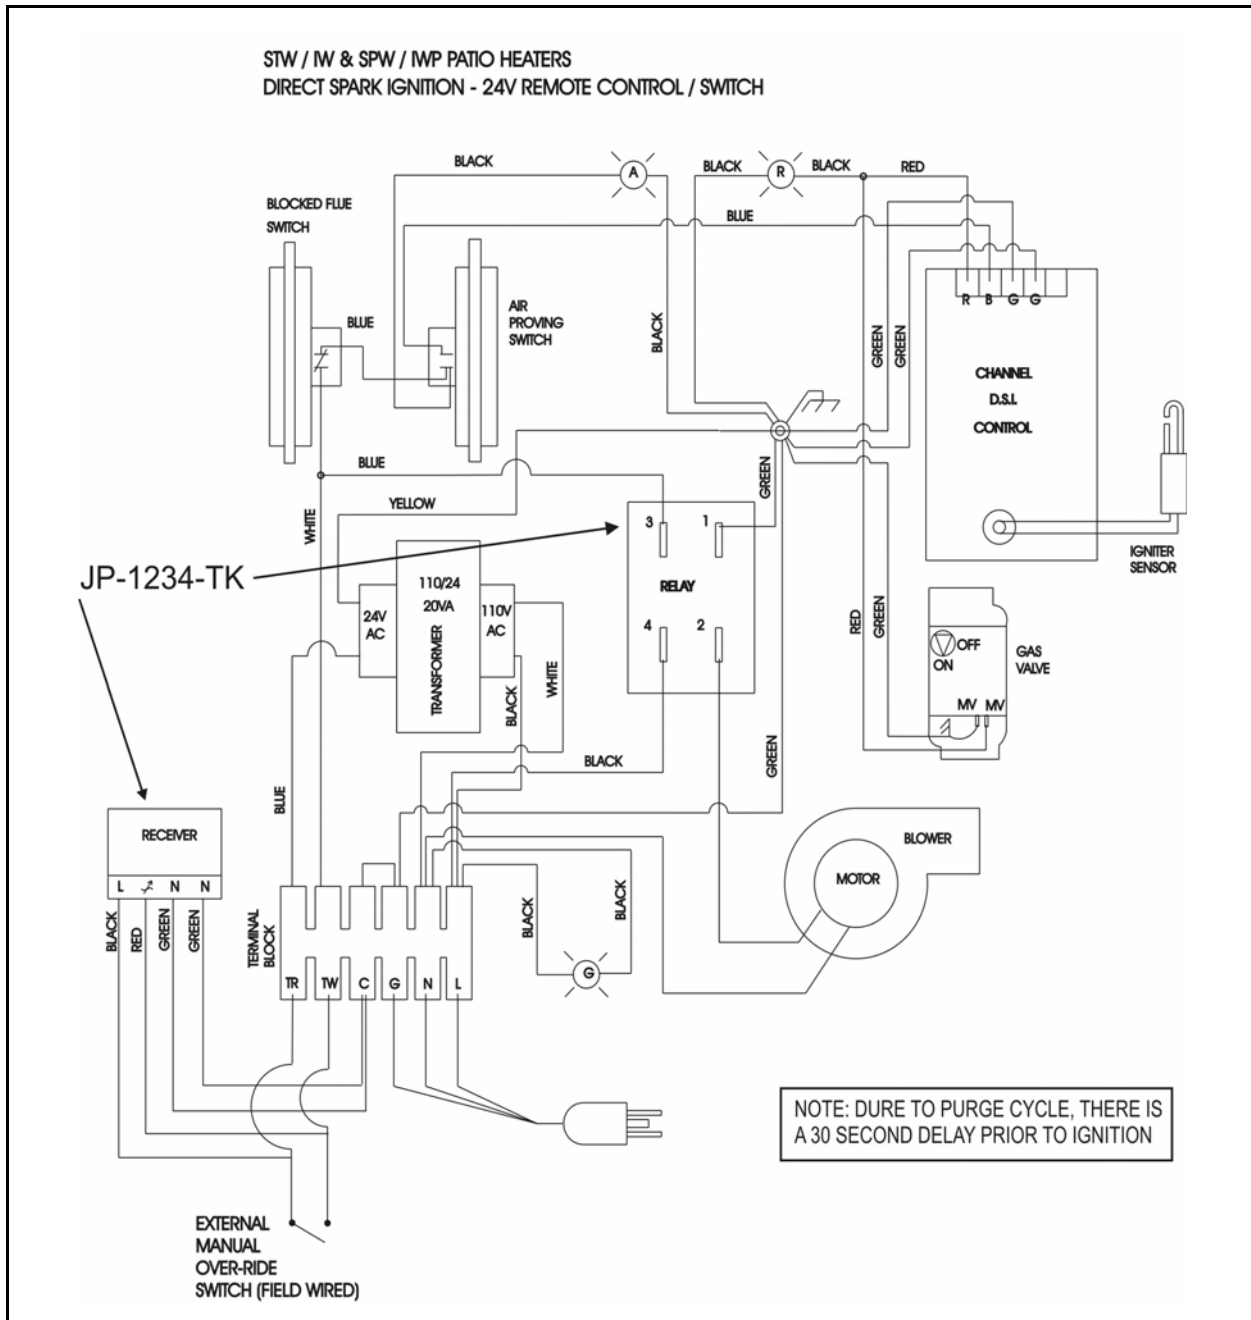 STW / IW & SPW / IWP PATIO HEATERS
DIRECT SPARK IGNITION - 24V REMOTE CONTROL / SWITCH
BLACK
A
BLACK
R
BLACK
RED
BLOCKED FLUE
SWITCH
BLUE
R B G G
BLUE
AIR
PROVING
SWITCH
BLACK
GREEN
GREEN
CHANNEL
D.S.I.
CONTROL
BLUE
GREEN
YELLOW
WHITE
3
1
RELAY
4
2
IGNITER
SENSOR
JP-1234-TK
24V
AC
110/24
20VA
TRANSFORMER
110V
AC
WHITE
BLACK
RED
GREEN
OFF
ON
MV
MV
GAS
VALVE
BLACK
GREEN
BLUE
RECEIVER
L
N
N
BLOWER
MOTOR
BLACK
RED
GREEN
GREEN
TERMINAL
BLOCK
BLACK
BLACK
G
TR
TW
C
G
N
L
NOTE: DURE TO PURGE CYCLE, THERE IS
A 30 SECOND DELAY PRIOR TO IGNITION
EXTERNAL
MANUAL
OVER-RIDE
SWITCH (FIELD WIRED)